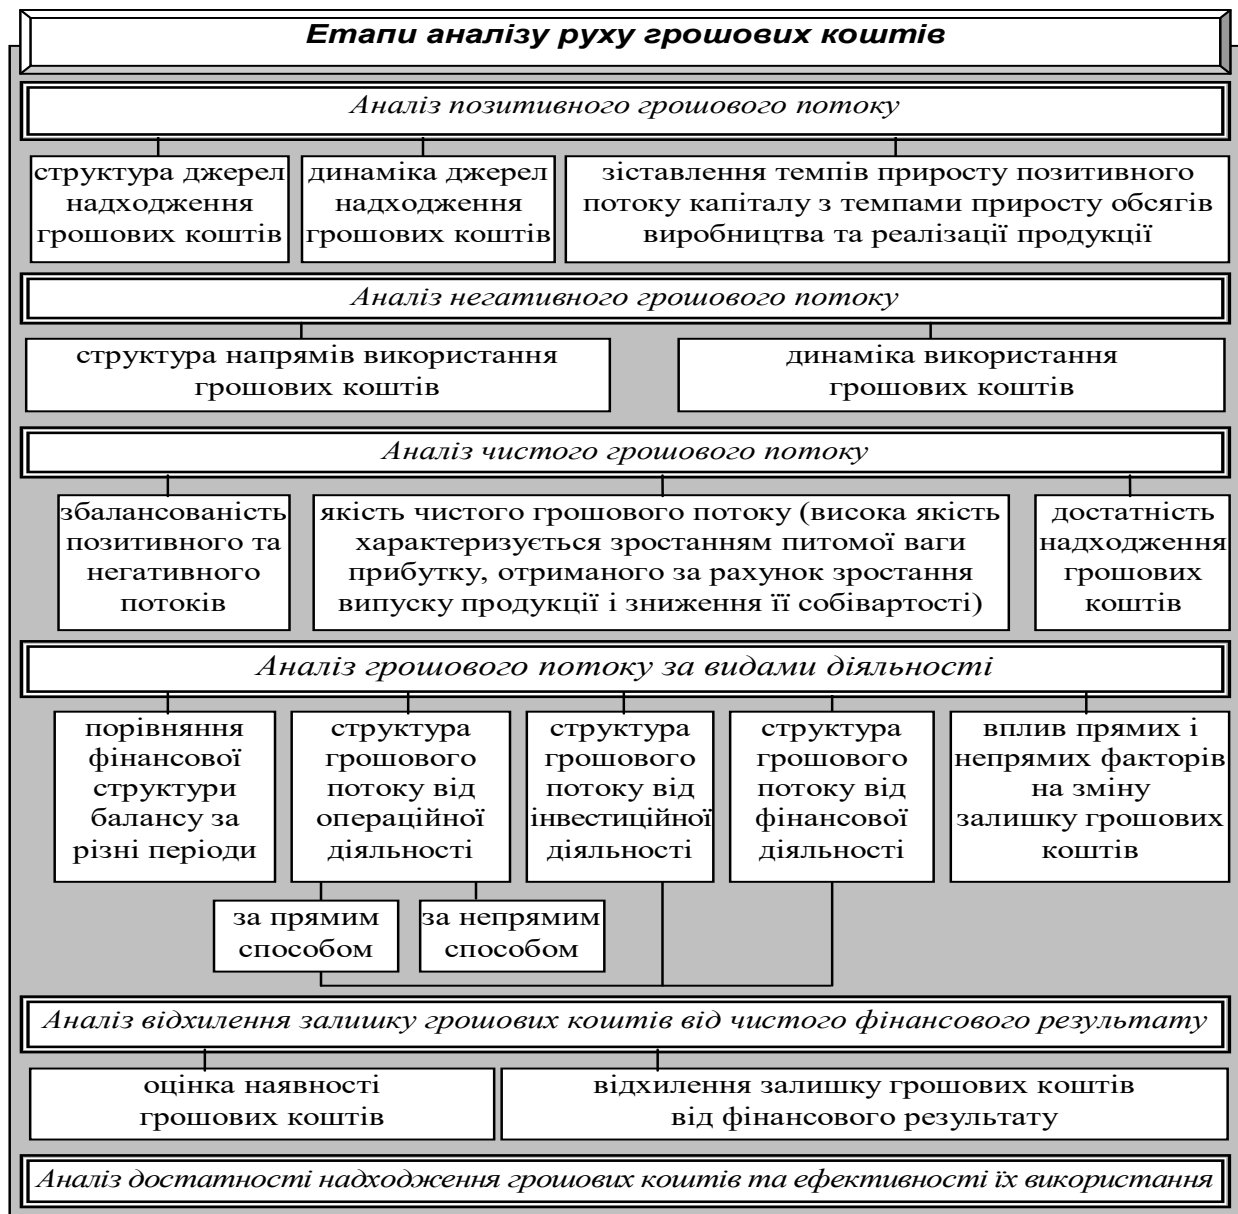 Етапи аналізу руху грошових коштів
Аналіз позитивного грошового потоку
структура джерел
надходження
грошових коштів
динаміка джерел
надходження
грошових коштів
зіставлення темпів приросту позитивного
потоку капіталу з темпами приросту обсягів
виробництва та реалізації продукції
Аналіз негативного грошового потоку
структура напрямів використання
грошових коштів
динаміка використання
грошових коштів
Аналіз чистого грошового потоку
збалансованість
позитивного та
негативного
потоків
якість чистого грошового потоку (висока якість
характеризується зростанням питомої ваги
прибутку, отриманого за рахунок зростання
випуску продукції і зниження її собівартості)
достатність
надходження
грошових
коштів
Аналіз грошового потоку за видами діяльності
порівняння
фінансової
структури
балансу за
різні періоди
структура
грошового
потоку від
операційної
діяльності
структура
грошового
потоку від
інвестиційної
діяльності
структура
грошового
потоку від
фінансової
діяльності
вплив прямих і
непрямих факторів
на зміну
залишку грошових
коштів
за прямим
способом
за непрямим
способом
Аналіз відхилення залишку грошових коштів від чистого фінансового результату
оцінка наявності
грошових коштів
відхилення залишку грошових коштів
від фінансового результату
Аналіз достатності надходження грошових коштів та ефективності їх використання